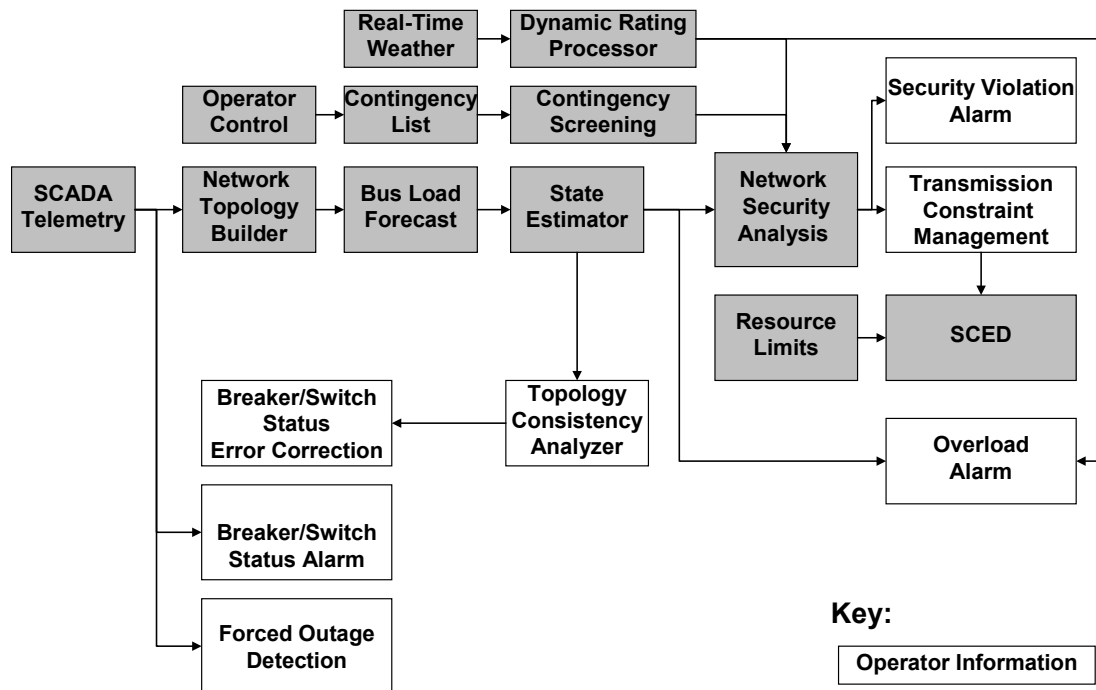 Real-Time
Weather
Dynamic Rating
Processor
Operator
Control
Contingency
List
Contingency
Screening
Security Violation
Alarm
SCADA
Telemetry
Network
Topology
Builder
Bus Load
Forecast
State
Estimator
Network
Security
Analysis
Transmission
Constraint
Management
Resource
Limits
SCED
Breaker/Switch
Status
Error Correction
Topology
Consistency
Analyzer
Overload
Alarm
Breaker/Switch
Status Alarm
Forced Outage
Detection
Key:
Operator Information